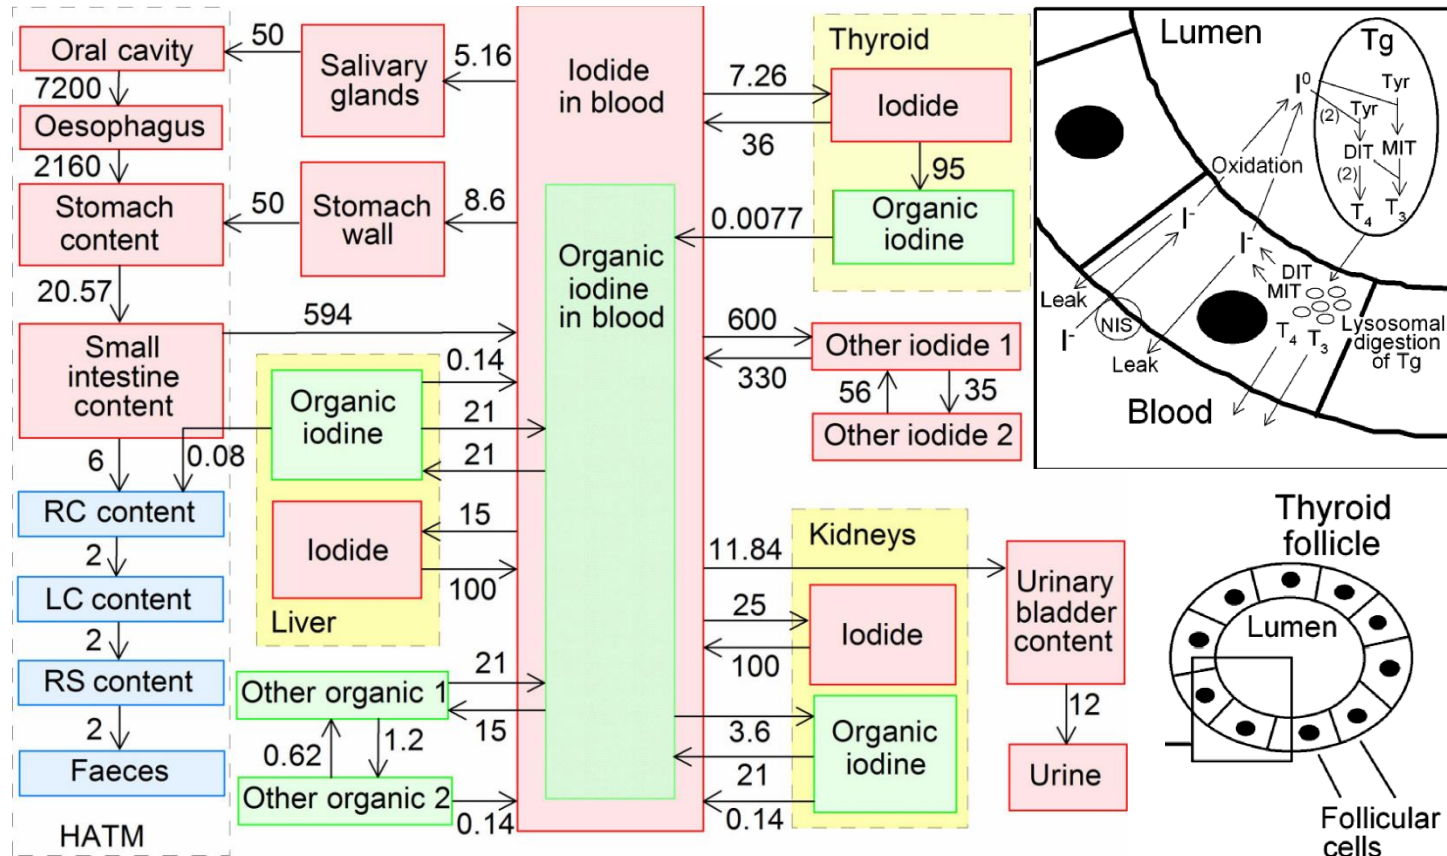 Oral cavity
50
Salivary
glands
5.16
7200
Oesophagus
2160
Stomach
content
50
Stomach
wall
8.6
20.57
Small
intestine
content
594
0.14
Organic
iodine
21
21
6
0.08
RC content
2
LC content
2
RS content
2
Faeces
HATM
Iodide
15
100
Liver
Other organic 1
21
15
0.62
1.2
Other organic 2
0.14
Iodide
in blood
Organic
iodine
in blood
Thyroid
7.26
Iodide
36
95
0.0077
Organic
iodine
600
Other iodide 1
330
56
35
Other iodide 2
Kidneys
11.84
Urinary
bladder
content
25
Iodide
100
12
3.6
Organic
iodine
21
0.14
Urine
Lumen
Tg
I0
Tyr
(2)
Tyr
DIT
MIT
(2)
T4
T3
Oxidation
I-
I-
DIT
MIT
Leak
NIS
I-
T4
T3
Leak
Lysosomal
digestion
of Tg
Blood
Thyroid
follicle
Lumen
Follicular
cells